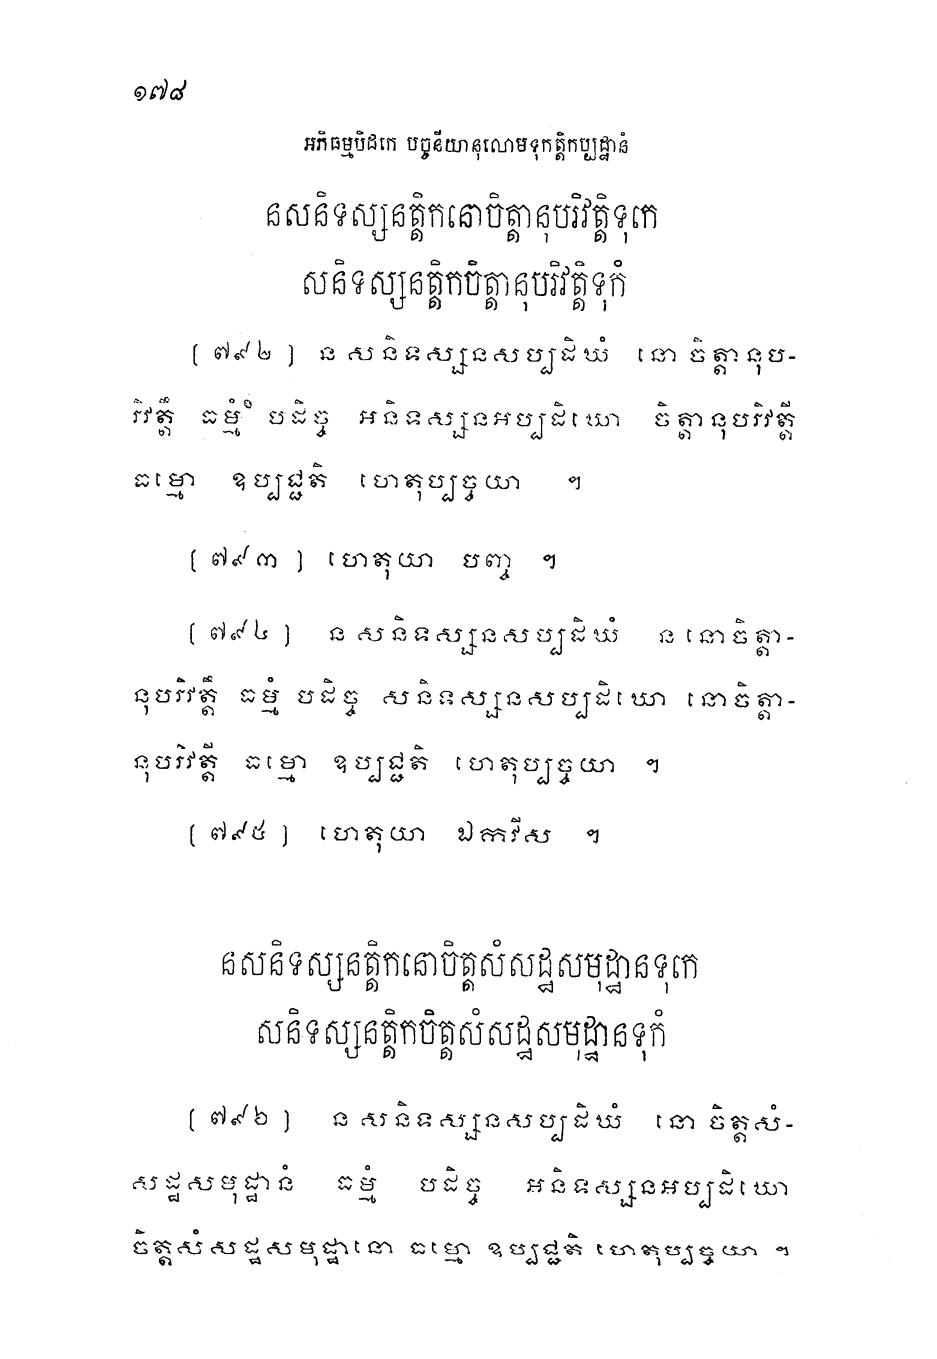 ១៧៨
អភិធម្មបិដកេ បច្ចនីយានុលោមទុកត្តិកប្បដ្ឋានំ
នសនិទស្សនត្តិកនោចិត្តានុបរិវត្តិទុកេ
សនិទស្សនត្តិកចិត្តានុបរិវត្តិទុកំ
[ ៧៩២ ] ន សនិទស្សនសប្បដិឃំ នោ ចិត្តានុប-
រិវត្តឹ ធម្មំ បដិច្ច អនិទស្សនអប្បដិឃោ ចិត្តានុបរិវត្តី
ធម្មោ ឧប្បជ្ជតិ ហេតុប្បច្ចយា ។
[ ៧៩៣ ] ហេតុយា បញ្ច ។
[ ៧៩៤ ] ន សនិទស្សនសប្បដិឃំ ន នោចិត្តា-
នុបរិវត្តឹ ធម្មំ បដិច្ច សនិទស្សនសប្បដិឃោ នោចិត្តា-
នុបរិវត្តី ធម្មោ ឧប្បជ្ជតិ ហេតុប្បច្ចយា ។
[ ៧៩៥ ] ហេតុយា ឯកវីស ។
នសនិទស្សនត្តិកនោចិត្តសំសដ្ឋសមុដ្ឋានទុកេ
សនិទស្សនត្តិកចិត្តសំសដ្ឋសមុដ្ឋានទុកំ
[ ៧៩៦ ] ន សនិទស្សនសប្បដិឃំ នោ ចិត្តសំ-
សដ្ឋសមុដ្ឋានំ ធម្មំ បដិច្ច អនិទស្សនអប្បដិឃោ
ចិត្តសំសដ្ឋសមុដ្ឋានោ ធម្មោ ឧប្បជ្ជតិ ហេតុប្បច្ចយា ។